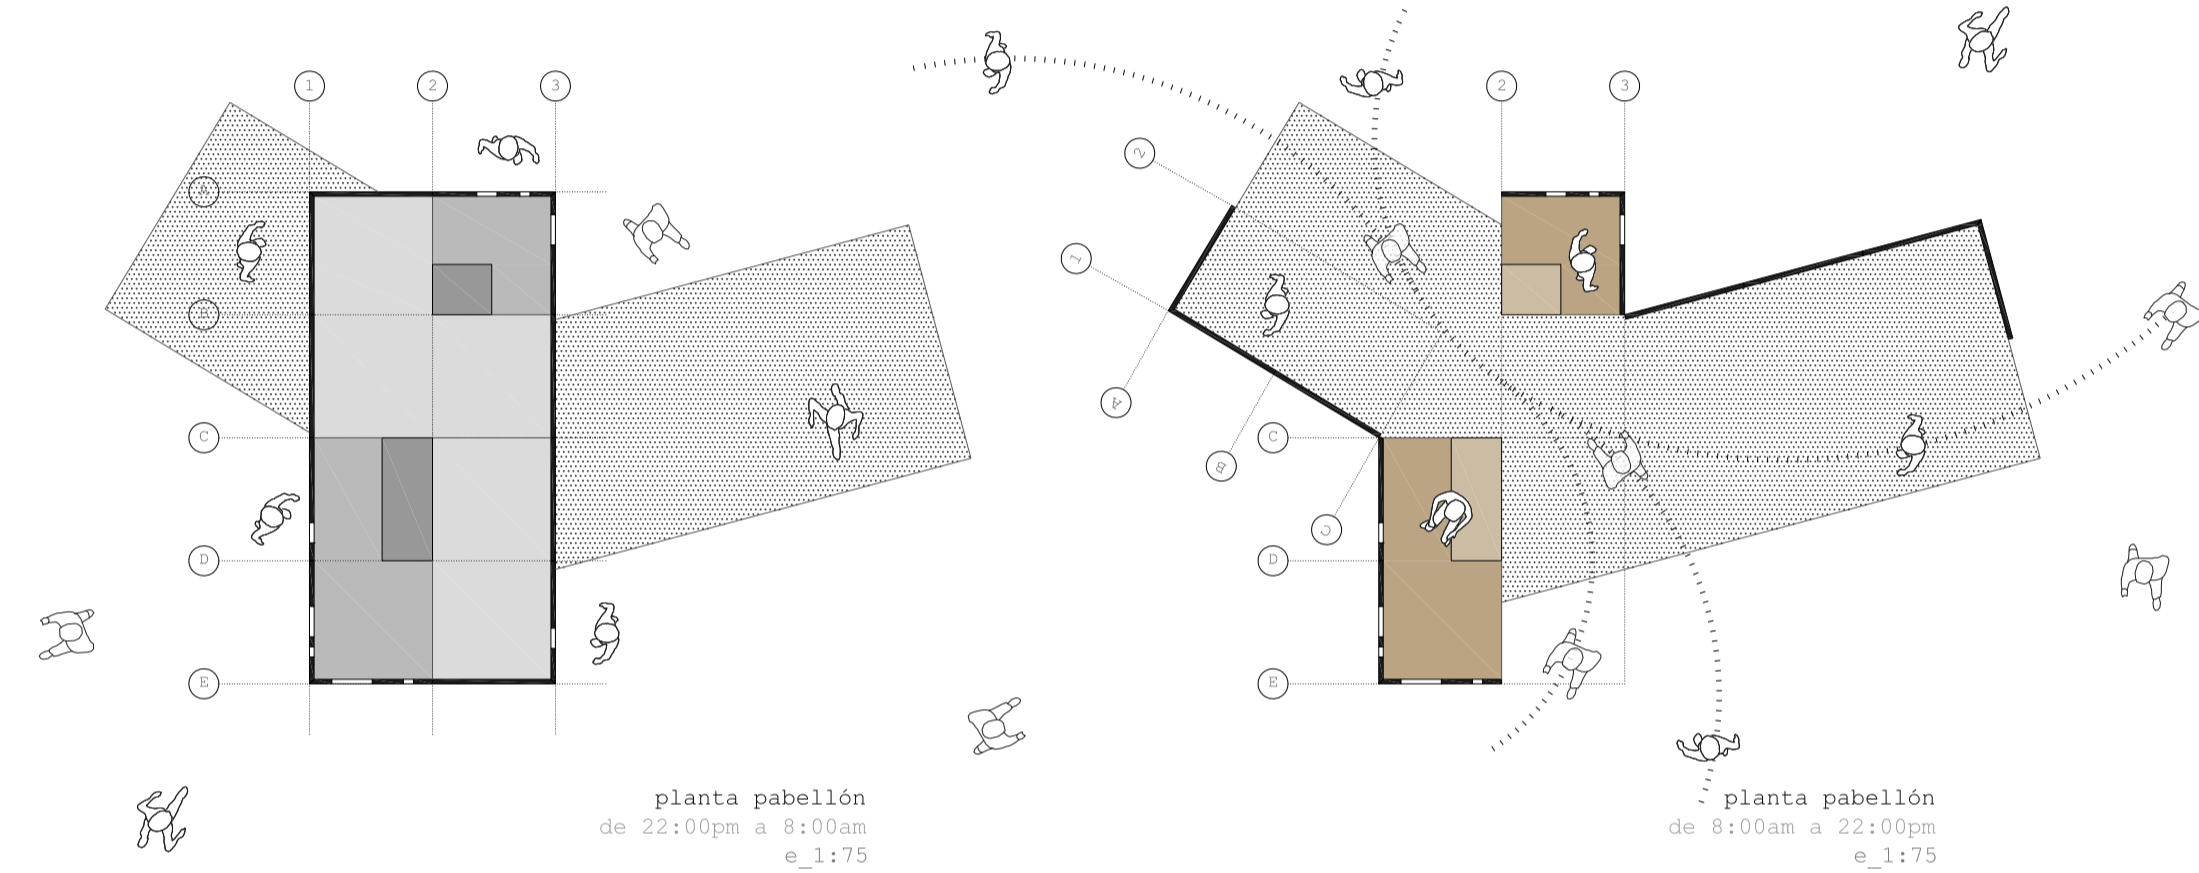 1
2
3
A
B
C
D
E
planta pabellón
de 22:00pm a 8:00am
e_1:75
2
3
2
1
A
B
C
C
D
E
planta pabellón
de 8:00am a 22:00pm
e_1:75